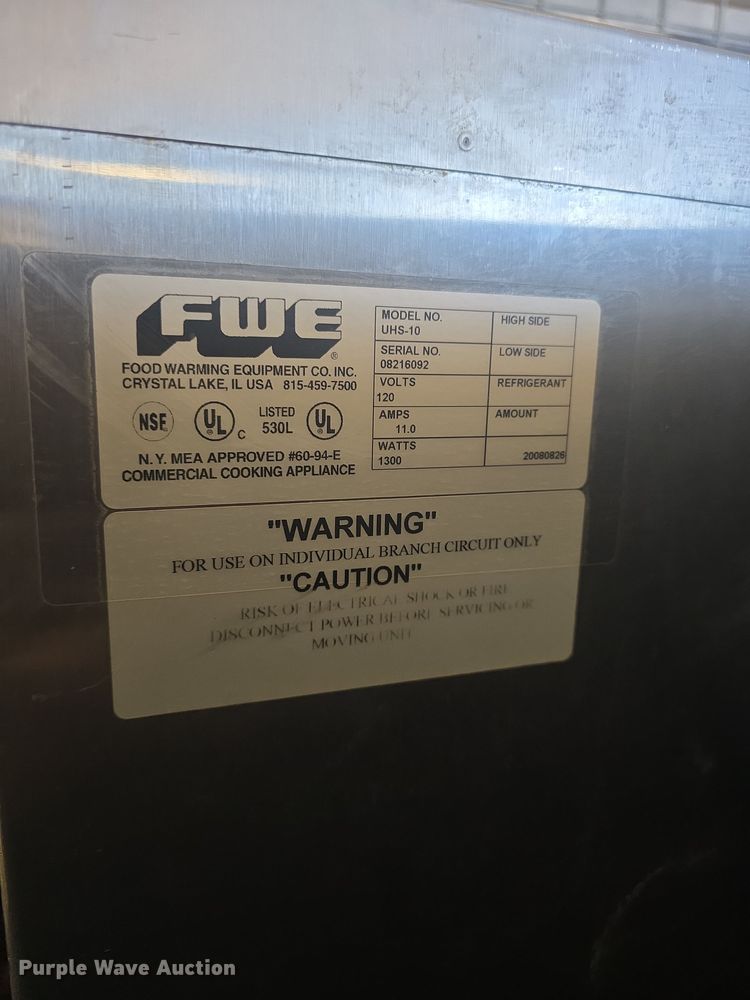 FWE
®
FOOD WARMING EQUIPMENT CO. INC.
CRYSTAL LAKE, IL USA 815-459-7500
NSF
UL
C
LISTED
530L
UL
N.Y. MEA APPROVED #60-94-E
COMMERCIAL COOKING APPLIANCE
MODEL NO.
UHS-10
HIGH SIDE
SERIAL NO.
08216092
LOW SIDE
VOLTS
120
REFRIGERANT
AMPS
11.0
AMOUNT
WATTS
1300
20080826
"WARNING"
FOR USE ON INDIVIDUAL BRANCH CIRCUIT ONLY
"CAUTION"
RISK OF ELECTRICAL SHOCK OR FIRE
DISCONNECT POWER BEFORE SERVICING OR
MOVING UNIT
Purple Wave Auction